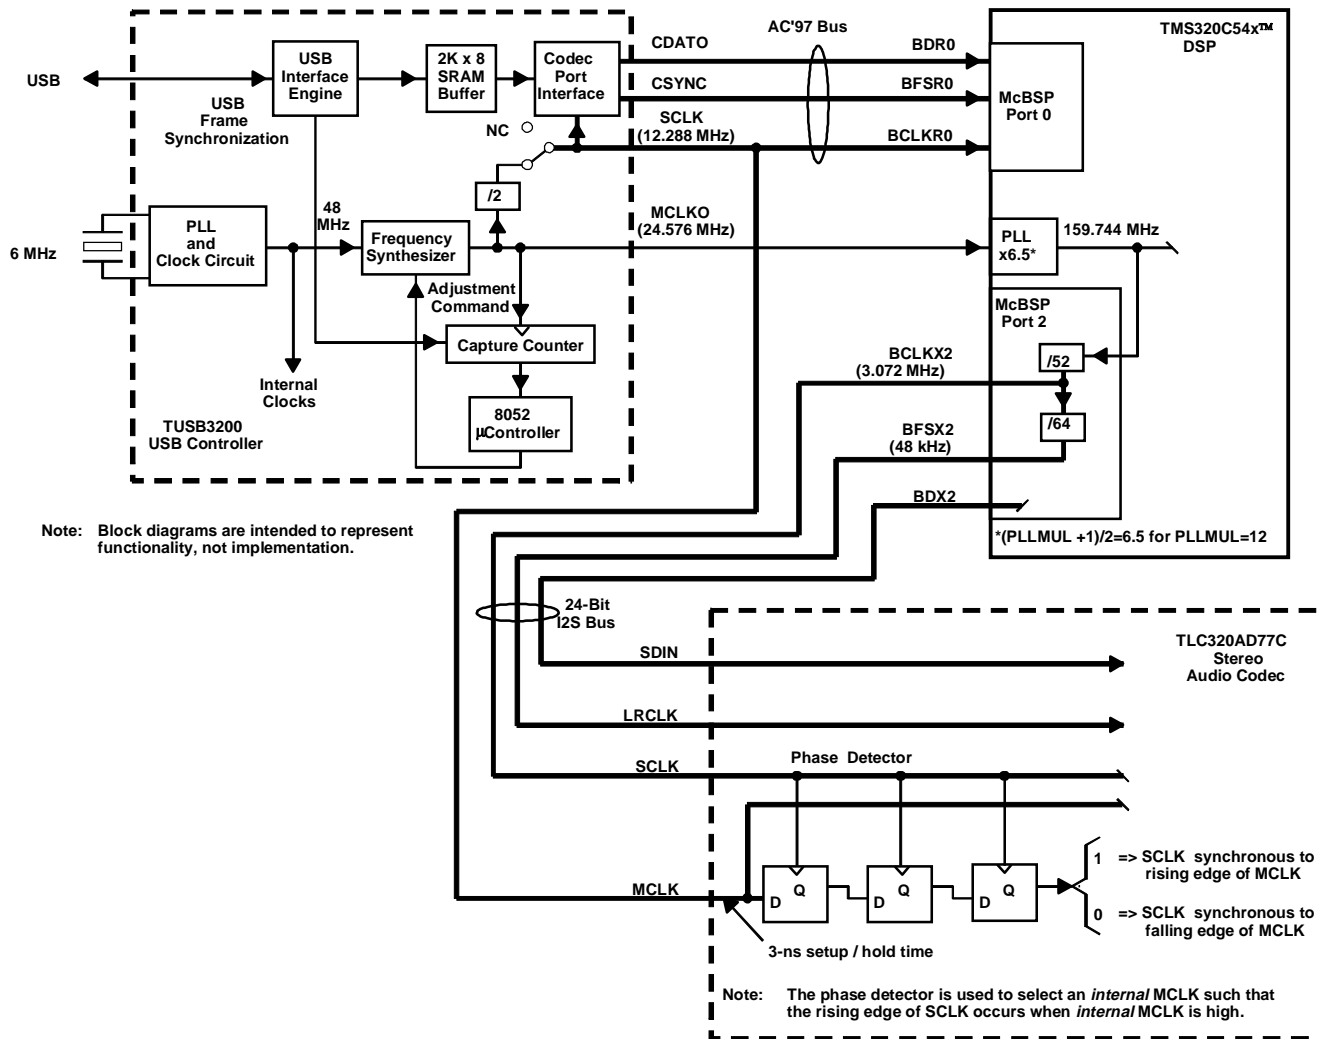 TMS320C54x™
DSP
AC'97 Bus
CDATO
BDR0
USB
USB
Interface
Engine
2K x 8
SRAM
Buffer
Codec
Port
Interface
CSYNC
BFSR0
McBSP
Port 0
USB
Frame
Synchronization
NC
SCLK
(12.288 MHz)
BCLKR0
/2
48
MHz
MCLKO
(24.576 MHz)
6 MHz
PLL
and
Clock Circuit
Frequency
Synthesizer
PLL
x6.5*
159.744 MHz
Adjustment
Command
McBSP
Port 2
Capture Counter
BCLKX2
(3.072 MHz)
/52
Internal
Clocks
8052
µController
/64
TUSB3200
USB Controller
BFSX2
(48 kHz)
BDX2
Note: Block diagrams are intended to represent
functionality, not implementation.
*(PLLMUL +1)/2=6.5 for PLLMUL=12
24-Bit
I2S Bus
TLC320AD77C
Stereo
Audio Codec
SDIN
LRCLK
Phase Detector
SCLK
MCLK
D
Q
D
Q
D
Q
1 => SCLK synchronous to
rising edge of MCLK
0 => SCLK synchronous to
falling edge of MCLK
3-ns setup / hold time
Note: The phase detector is used to select an internal MCLK such that
the rising edge of SCLK occurs when internal MCLK is high.